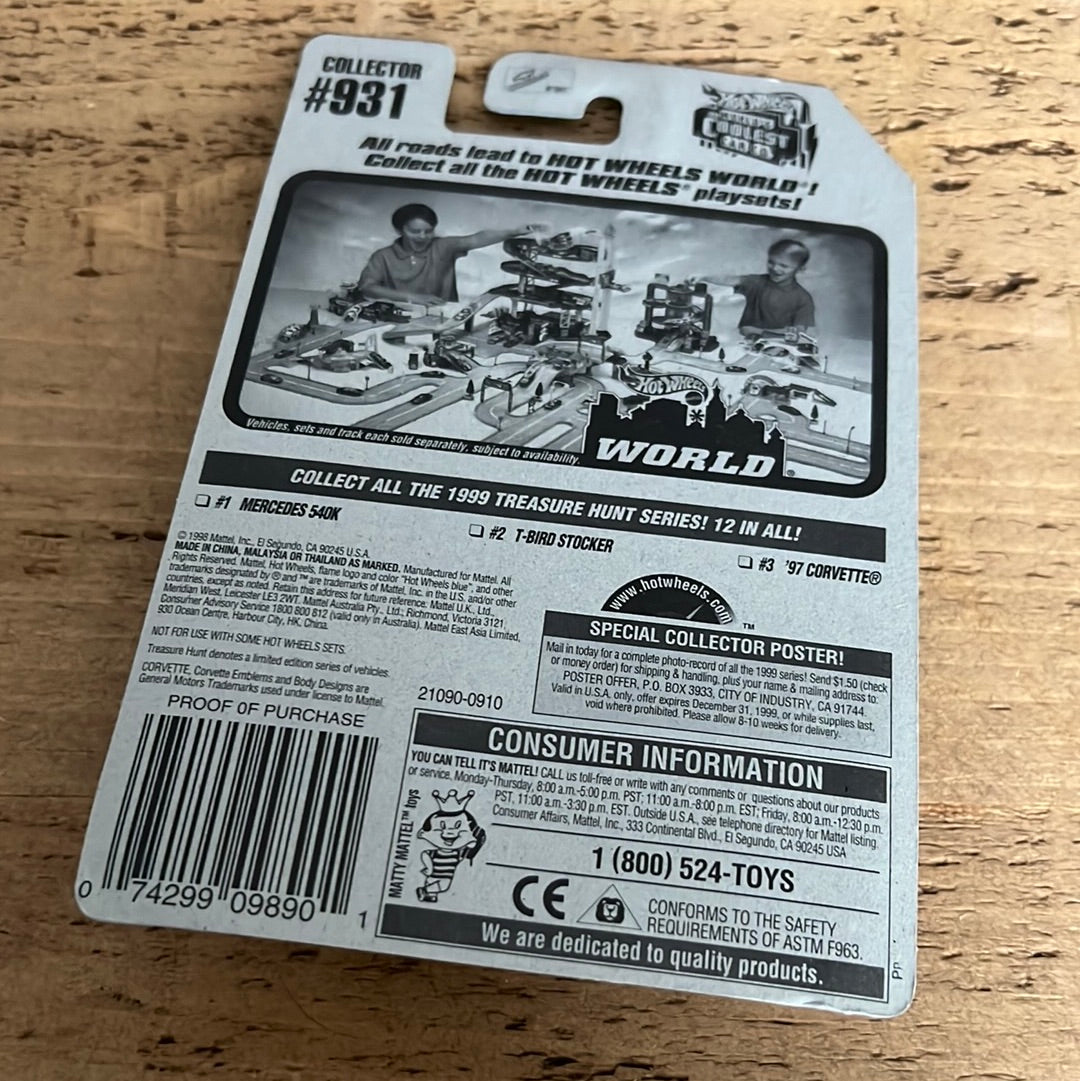 COLLECTOR
#931
HOT WHEELS
COOLEST
All roads lead to HOT WHEELS WORLD®!
Collect all the HOT WHEELS® playsets!
Hot Wheels
WORLD
Vehicles, sets and track each sold separately, subject to availability.
COLLECT ALL THE 1999 TREASURE HUNT SERIES! 12 IN ALL!
❑ #1 MERCEDES 540K
❑ #2 T-BIRD STOCKER
❑ #3 '97 CORVETTE®
© 1998 Mattel, Inc., El Segundo, CA 90245 U.S.A.
MADE IN CHINA, MALAYSIA OR THAILAND AS MARKED. Manufactured for Mattel. All
Rights Reserved. Mattel, Hot Wheels, flame logo and color "Hot Wheels blue", and other
trademarks designated by ® and ™ are trademarks of Mattel, Inc. in the U.S. and/or other
countries, except as noted. Retain this address for future reference: Mattel U.K., Ltd.,
Meridian West, Leicester LE3 2WT. Mattel Australia Pty., Ltd., Richmond, Victoria 3121
Consumer Advisory Service 1800 800 812 (valid only in Australia). Mattel East Asia Limited,
930 Ocean Centre, Harbour City, HK, China.
NOT FOR USE WITH SOME HOT WHEELS SETS.
Treasure Hunt denotes a limited edition series of vehicles.
CORVETTE, Corvette Emblems and Body Designs are
General Motors Trademarks used under license to Mattel.
www.hotwheels.com
™
SPECIAL COLLECTOR POSTER!
Mail in today for a complete photo-record of all the 1999 series! Send $1.50 (check
or money order) for shipping & handling, plus your name & mailing address to:
POSTER OFFER, P.O. BOX 3933, CITY OF INDUSTRY, CA 91744.
Valid in U.S.A. only, offer expires December 31, 1999, or while supplies last,
void where prohibited. Please allow 8-10 weeks for delivery.
21090-0910
PROOF OF PURCHASE
0 74299 09890 1
CONSUMER INFORMATION
YOU CAN TELL IT'S MATTEL! CALL us toll-free or write with any comments or questions about our products
or service, Monday-Thursday, 8:00 a.m.-5:00 p.m. PST; 11:00 a.m.-8:00 p.m. EST; Friday, 8:00 a.m.-12:30 p.m.
PST, 11:00 a.m.-3:30 p.m. EST. Outside U.S.A., see telephone directory for Mattel listing.
Consumer Affairs, Mattel, Inc., 333 Continental Blvd., El Segundo, CA 90245 USA
MATTY MATTEL™ toys
1 (800) 524-TOYS
CE
CONFORMS TO THE SAFETY
REQUIREMENTS OF ASTM F963.
We are dedicated to quality products.
Pp